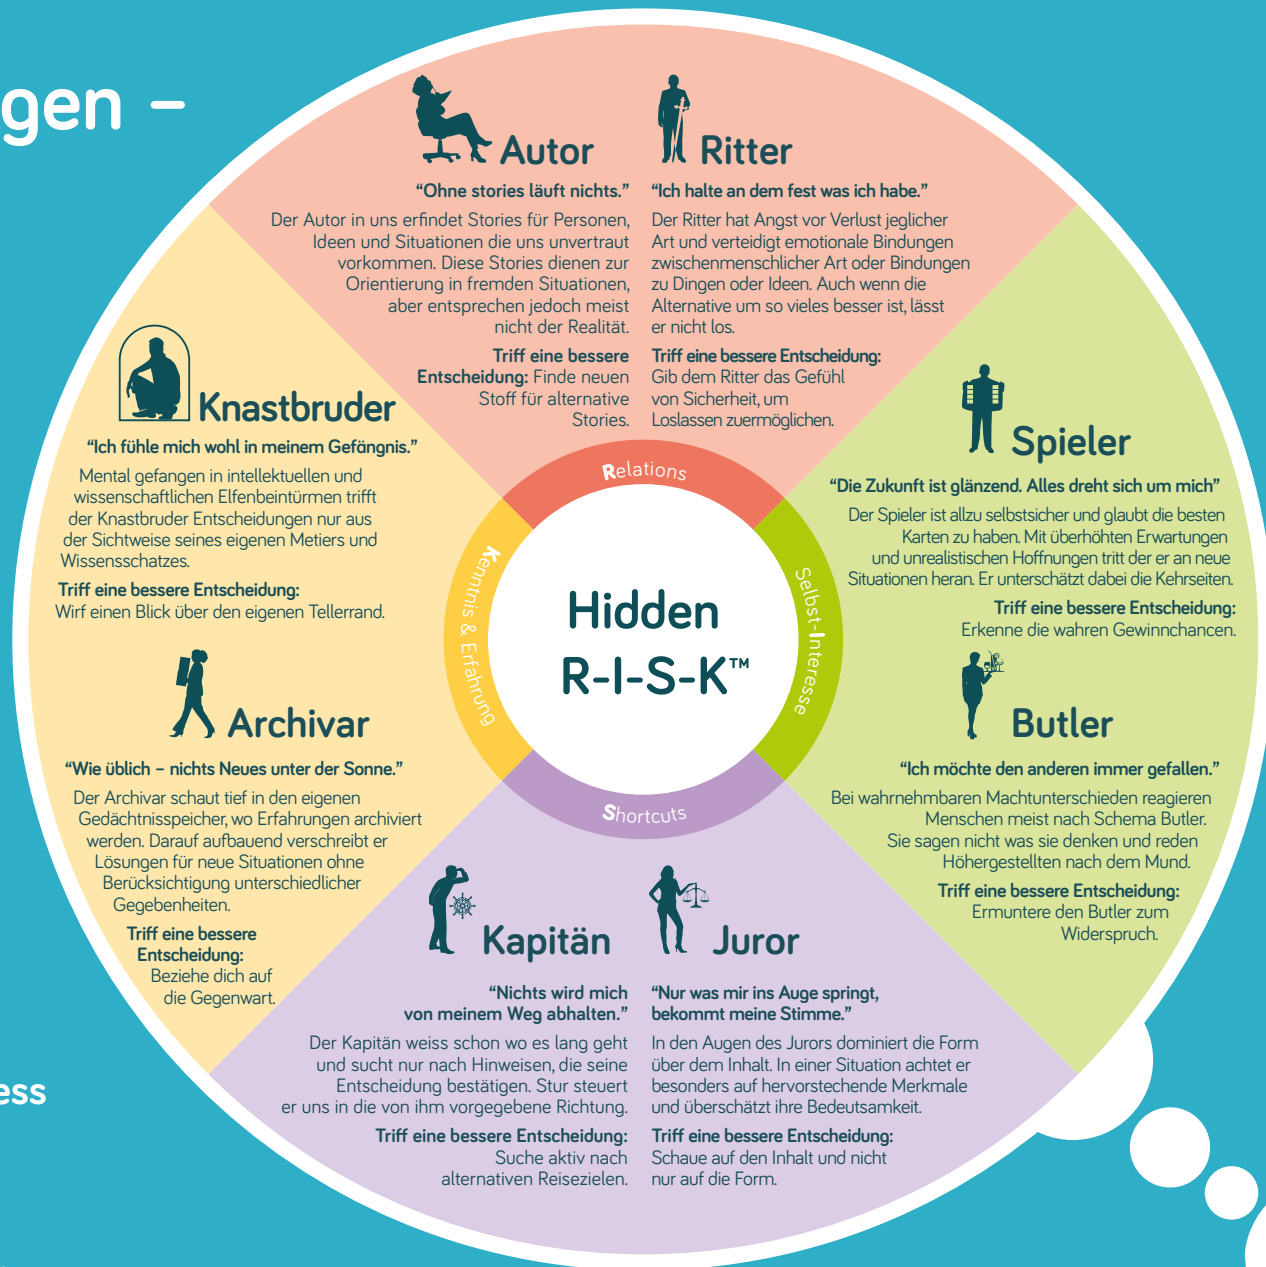 gen –
Autor
“Ohne stories läuft nichts.”
Der Autor in uns erfindet Stories für Personen,
Ideen und Situationen die uns unvertraut
vorkommen. Diese Stories dienen zur
Orientierung in fremden Situationen,
aber entsprechen jedoch meist
nicht der Realität.
Triff eine bessere
Entscheidung: Finde neuen
Stoff für alternative
Stories.
Ritter
“Ich halte an dem fest was ich habe.”
Der Ritter hat Angst vor Verlust jeglicher
Art und verteidigt emotionale Bindungen
zwischenmenschlicher Art oder Bindungen
zu Dingen oder Ideen. Auch wenn die
Alternative um so vieles besser ist, lässt
er nicht los.
Triff eine bessere Entscheidung:
Gib dem Ritter das Gefühl
von Sicherheit, um
Loslassen zuermöglichen.
Knastbruder
“Ich fühle mich wohl in meinem Gefängnis.”
Mental gefangen in intellektuellen und
wissenschaftlichen Elfenbeintürmen trifft
der Knastbruder Entscheidungen nur aus
der Sichtweise seines eigenen Metiers und
Wissensschatzes.
Triff eine bessere Entscheidung:
Wirf einen Blick über den eigenen Tellerrand.
Spieler
“Die Zukunft ist glänzend. Alles dreht sich um mich”
Der Spieler ist allzu selbstsicher und glaubt die besten
Karten zu haben. Mit überhöhten Erwartungen
und unrealistischen Hoffnungen tritt der er an neue
Situationen heran. Er unterschätzt dabei die Kehrseiten.
Triff eine bessere Entscheidung:
Erkenne die wahren Gewinnchancen.
Relations
Kenntnis & Erfahrung
Hidden
R-I-S-K™
Selbst-Interesse
Shortcuts
Archivar
“Wie üblich – nichts Neues unter der Sonne.”
Der Archivar schaut tief in den eigenen
Gedächtnisspeicher, wo Erfahrungen archiviert
werden. Darauf aufbauend verschreibt er
Lösungen für neue Situationen ohne
Berücksichtigung unterschiedlicher
Gegebenheiten.
Triff eine bessere
Entscheidung:
Beziehe dich auf
die Gegenwart.
Butler
“Ich möchte den anderen immer gefallen.”
Bei wahrnehmbaren Machtunterschieden reagieren
Menschen meist nach Schema Butler.
Sie sagen nicht was sie denken und reden
Höhergestellten nach dem Mund.
Triff eine bessere Entscheidung:
Ermuntere den Butler zum
Widerspruch.
Kapitän
“Nichts wird mich
von meinem Weg abhalten.”
Der Kapitän weiss schon wo es lang geht
und sucht nur nach Hinweisen, die seine
Entscheidung bestätigen. Stur steuert
er uns in die von ihm vorgegebene Richtung.
Triff eine bessere Entscheidung:
Suche aktiv nach
alternativen Reisezielen.
Juror
“Nur was mir ins Auge springt,
bekommt meine Stimme.”
In den Augen des Jurors dominiert die Form
über dem Inhalt. In einer Situation achtet er
besonders auf hervorstechende Merkmale
und überschätzt ihre Bedeutsamkeit.
Triff eine bessere Entscheidung:
Schaue auf den Inhalt und nicht
nur auf die Form.
ess